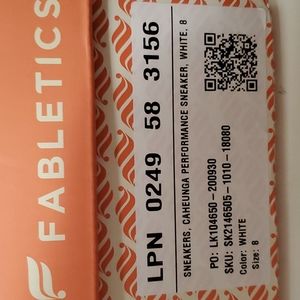 FABLETICS
LPN 0249 58 3156
SNEAKERS, CAHEUNGA PERFORMANCE SNEAKER, WHITE, 8
PO: LK104650-200930
SKU: SK2146505-1010-18080
Color: WHITE
Size: 8